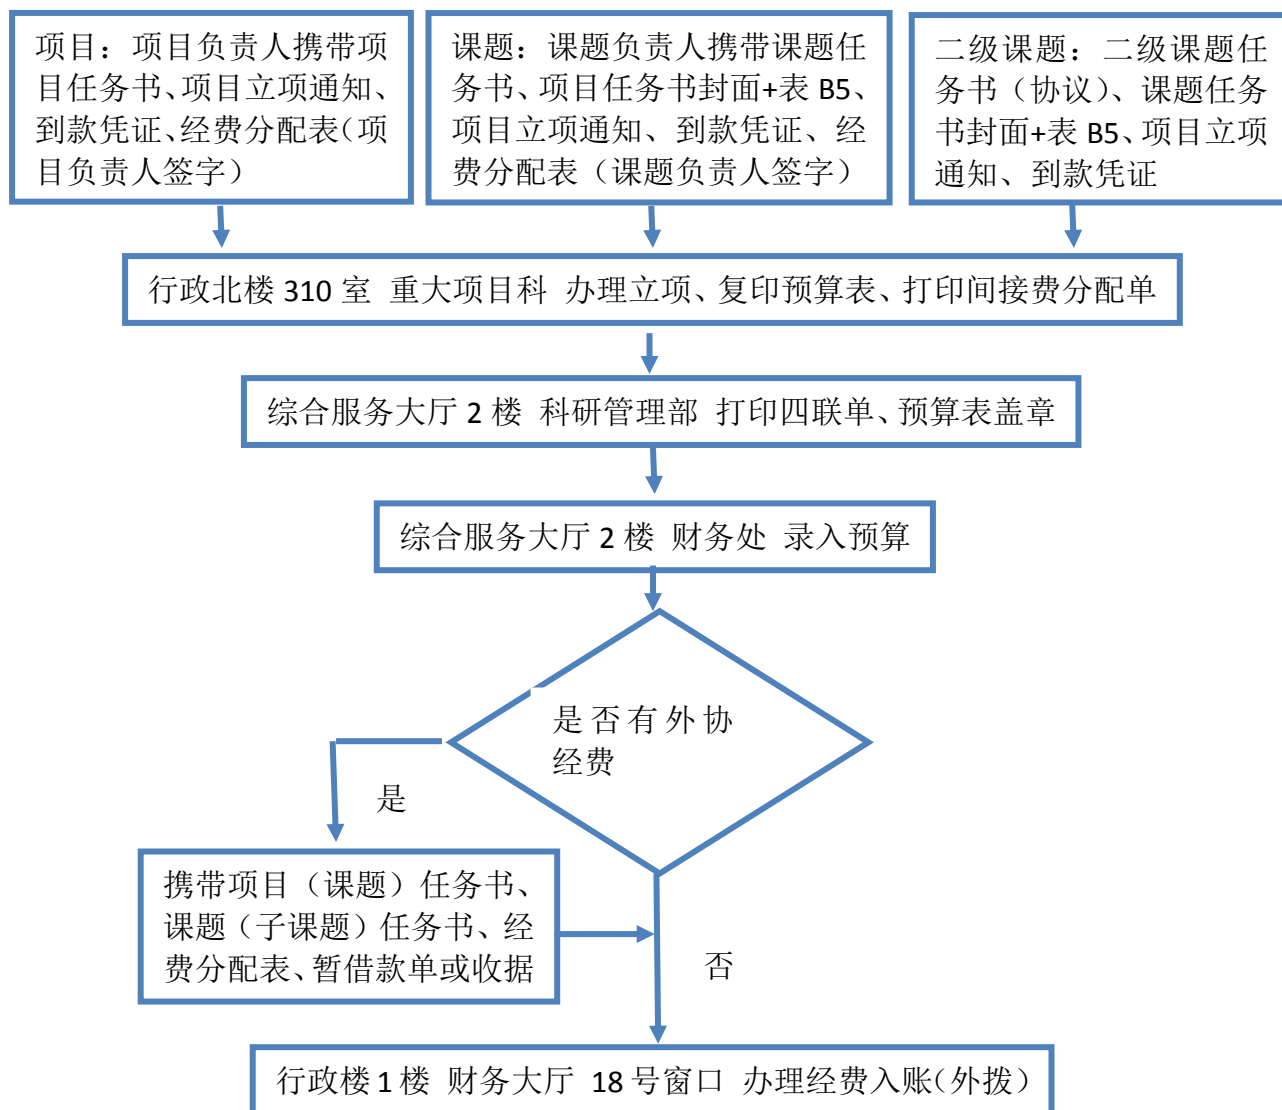 项目：项目负责人携带项
目任务书、项目立项通知、
到款凭证、经费分配表（项
目负责人签字）
课题：课题负责人携带课题任
务书、项目任务书封面+表 B5、
项目立项通知、到款凭证、经
费分配表（课题负责人签字）
二级课题：二级课题任
务书（协议）、课题任务
书封面+表 B5、项目立项
通知、到款凭证
行政北楼 310 室 重大项目科 办理立项、复印预算表、打印间接费分配单
综合服务大厅 2 楼 科研管理部 打印四联单、预算表盖章
综合服务大厅 2 楼 财务处 录入预算
是否有外协
经费
是
携带项目（课题）任务书、
课题（子课题）任务书、经
费分配表、暂借款单或收据
否
行政楼 1 楼 财务大厅 18 号窗口 办理经费入账（外拨）